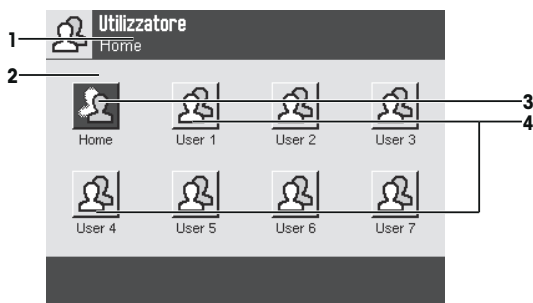 Utilizzatore
1 Home
2
3
4
Home User 1 User 2 User 3
User 4 User 5 User 6 User 7